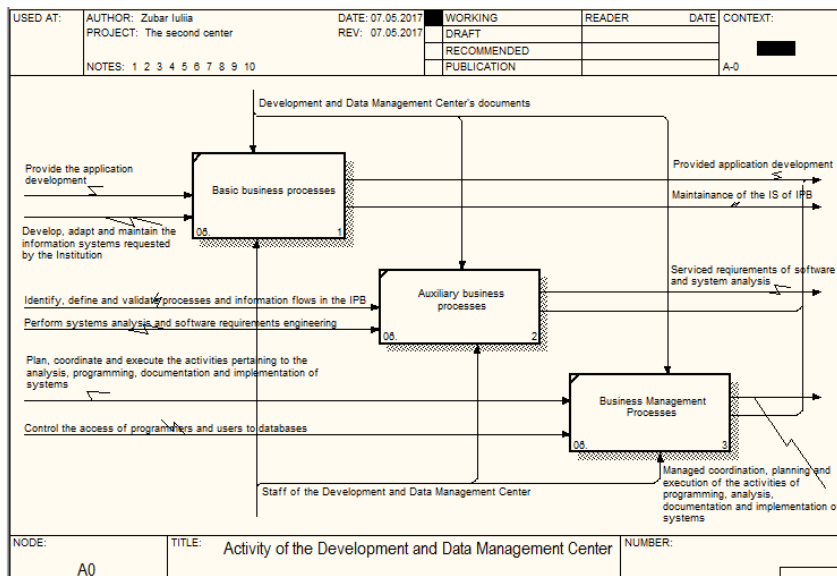 USED AT:
AUTHOR: Zubar Iuliia
DATE: 07.05.2017
WORKING
READER
DATE
CONTEXT:
PROJECT: The second center
REV: 07.05.2017
DRAFT
RECOMMENDED
NOTES: 1 2 3 4 5 6 7 8 9 10
PUBLICATION
A-0
Development and Data Management Center's documents
Provide the application
development
Basic business processes
0б.
1
Provided application development
Maintainance of the IS of IPB
Develop, adapt and maintain the
information systems requested
by the Institution
Serviced reqiurements of software
and system analysis
Identify, define and validate processes and information flows in the IPB
Auxiliary business
processes
0б.
2
Perform systems analysis and software requirements engineering
Plan, coordinate and execute the activities pertaining to the
analysis, programming, documentation and implementation of
systems
Business Management
Processes
0б.
3
Control the access of programmers and users to databases
Managed coordination, planning and
execution of the activities of
programming, analysis,
documentation and implementation o
systems
Staff of the Development and Data Management Center
NODE:
A0
TITLE:
Activity of the Development and Data Management Center
NUMBER: